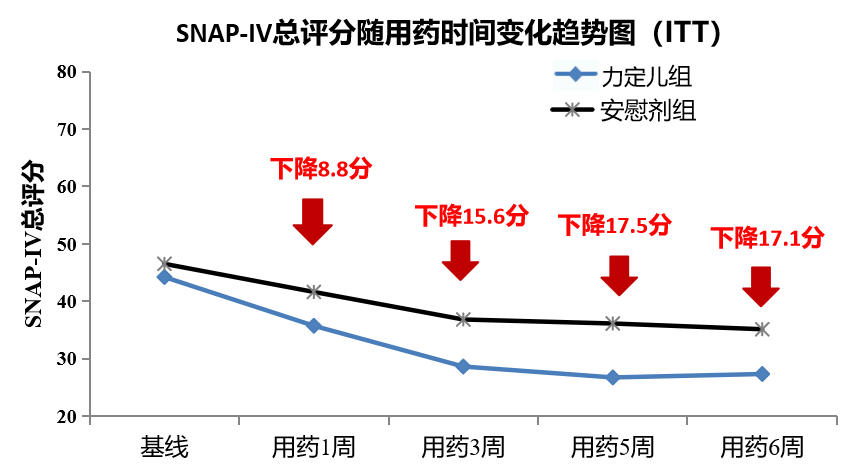 SNAP-IV总评分随用药时间变化趋势图（ITT）
力定儿组
安慰剂组
SNAP-IV总评分
80
70
60
50
40
30
20
下降8.8分
下降15.6分
下降17.5分
下降17.1分
基线
用药1周
用药3周
用药5周
用药6周